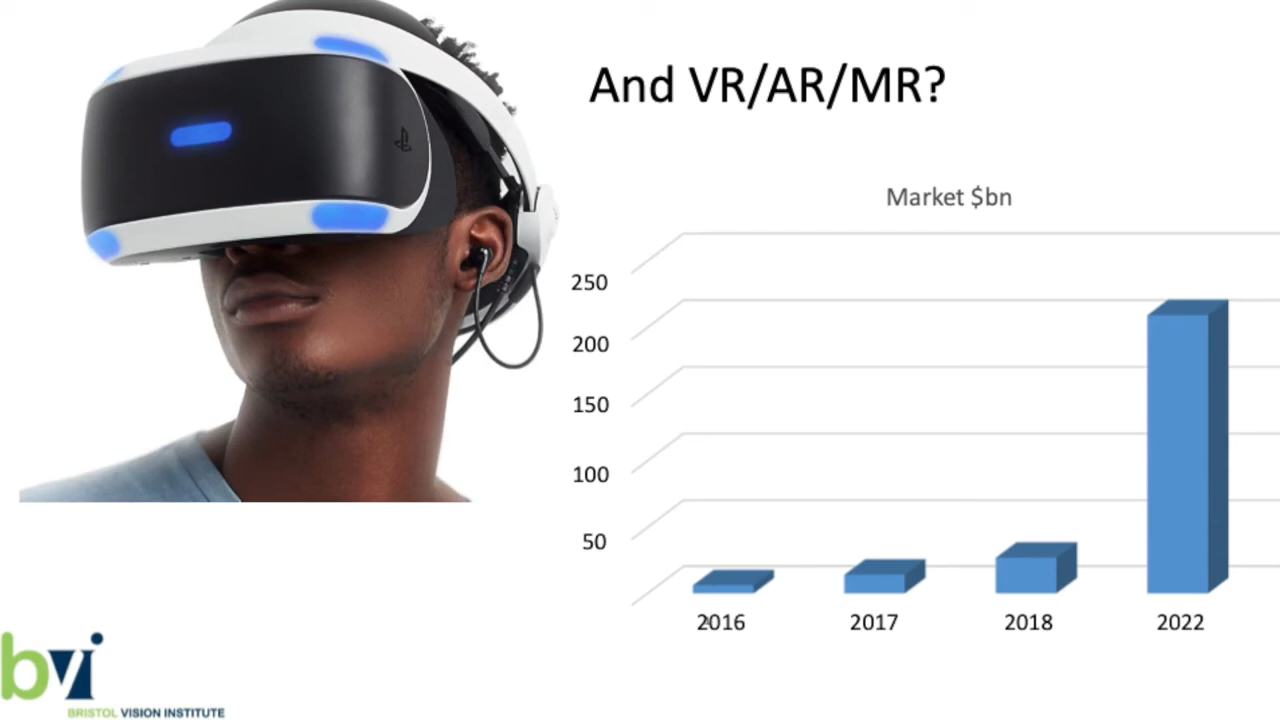 And VR/AR/MR?
Market $bn
250
200
150
100
50
2016
2017
2018
2022
bvi
BRISTOL VISION INSTITUTE